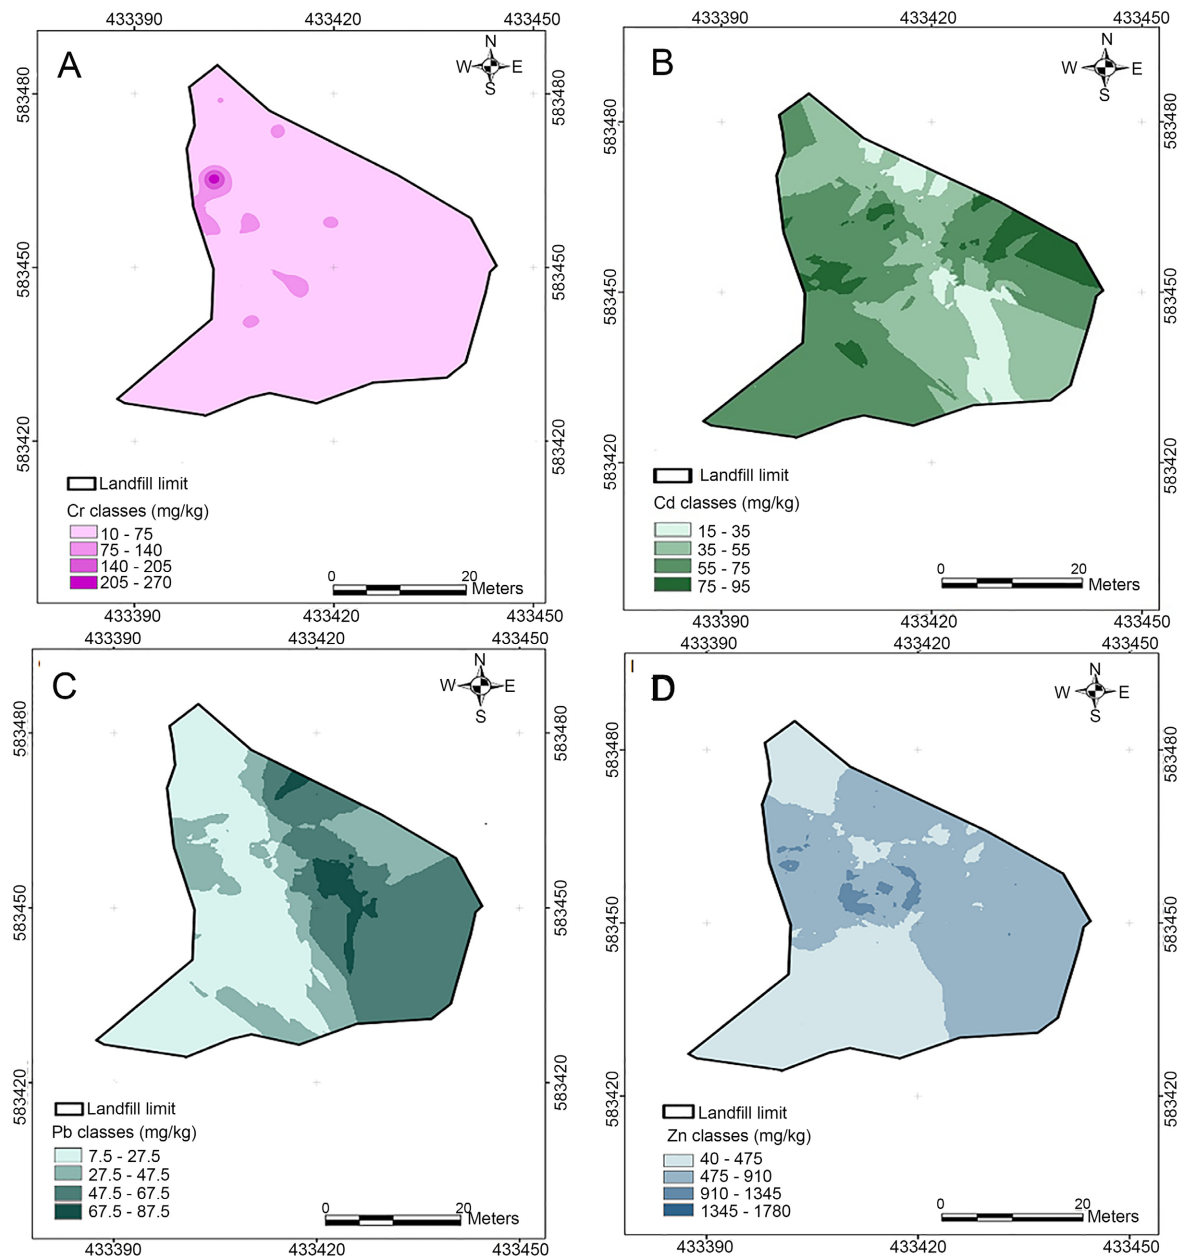 433390 433420 433450
A
N
W E
S
583480 583480
583450 583450
583420 583420
Landfill limit
Cr classes (mg/kg)
10 - 75
75 - 140
140 - 205
205 - 270
0 20
Meters
433390 433420 433450
433390 433420 433450
B
N
W E
S
583480 583480
583450 583450
583420 583420
Landfill limit
Cd classes (mg/kg)
15 - 35
35 - 55
55 - 75
75 - 95
0 20
Meters
433390 433420 433450
433390 433420 433450
C
N
W E
S
583480 583480
583450 583450
583420 583420
Landfill limit
Pb classes (mg/kg)
7.5 - 27.5
27.5 - 47.5
47.5 - 67.5
67.5 - 87.5
0 20
Meters
433390 433420 433450
433390 433420 433450
D
N
W E
S
583480 583480
583450 583450
583420 583420
Landfill limit
Zn classes (mg/kg)
40 - 475
475 - 910
910 - 1345
1345 - 1780
0 20
Meters
433390 433420 433450